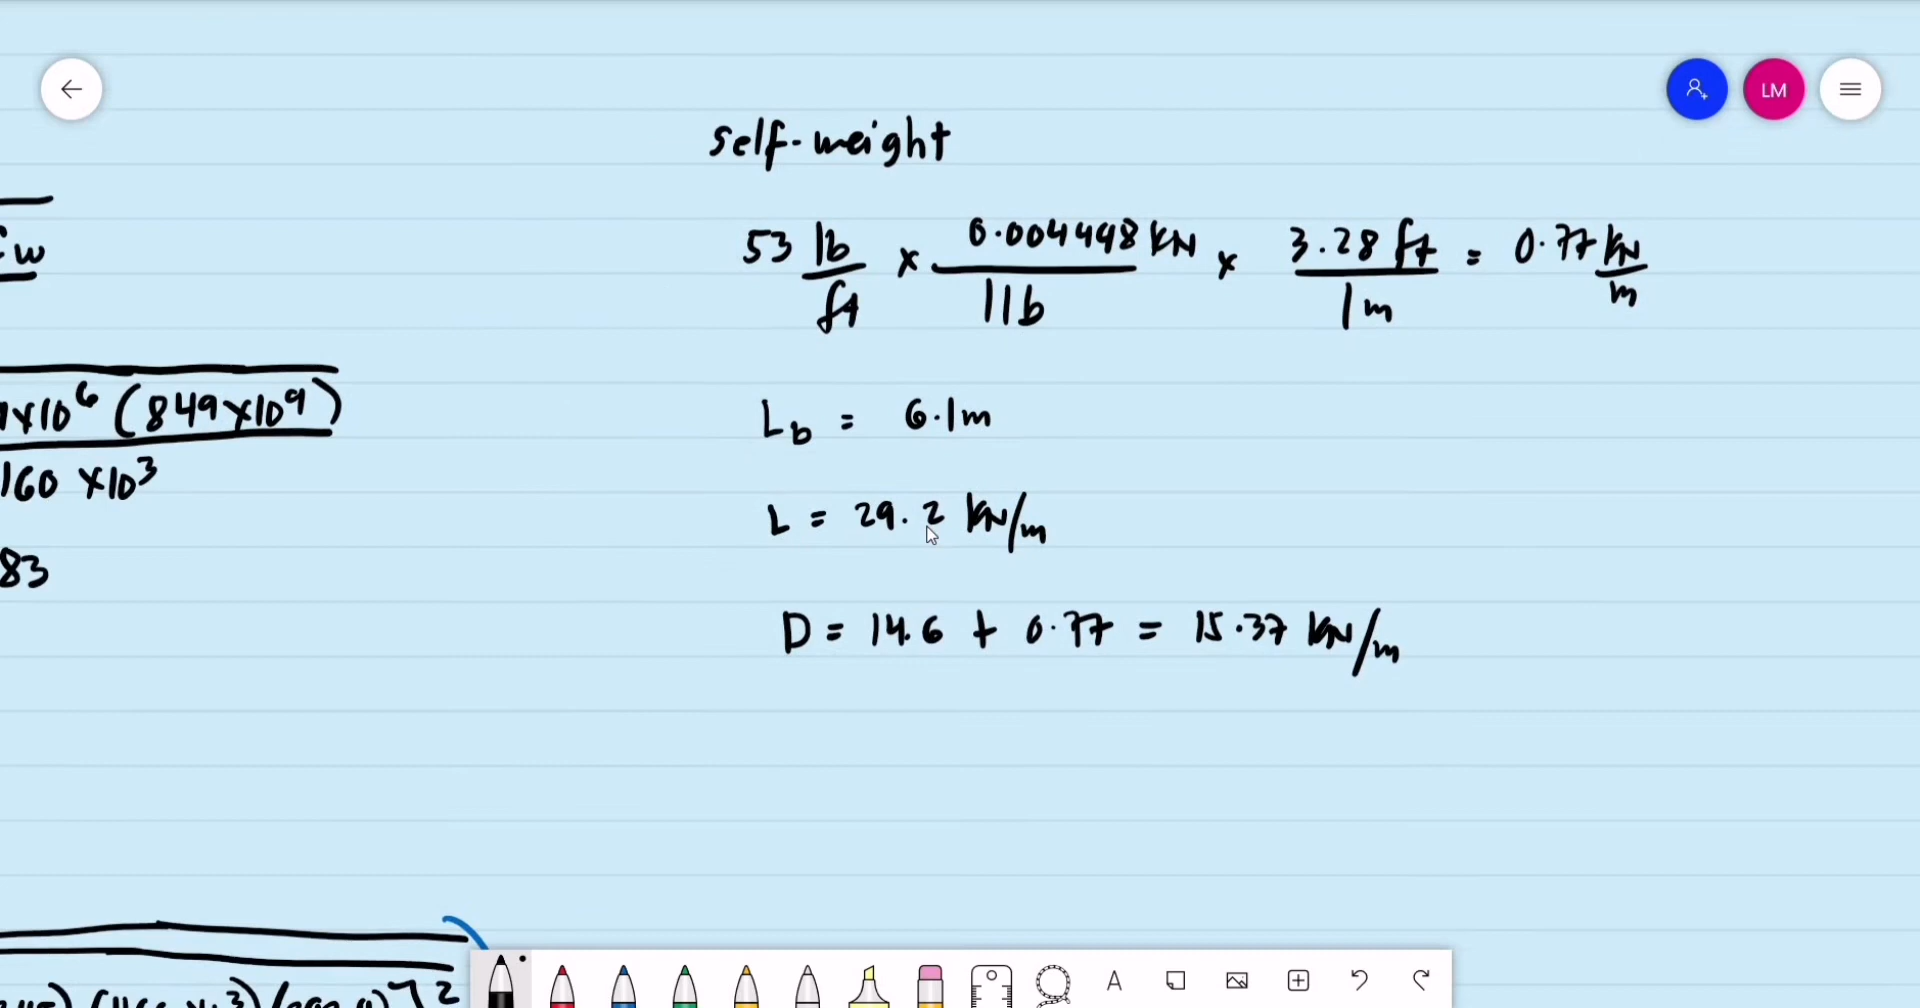 LM
self-weight
Cw
53 lb/ft x 0.004448 kN/1 lb x 3.28 ft/1m = 0.77 kN/m
x10^6 (849x10^9)
Lb = 6.1m
160 x10^3
L = 29.2 kN/m
83
D = 14.6 + 0.77 = 15.37 kN/m
A